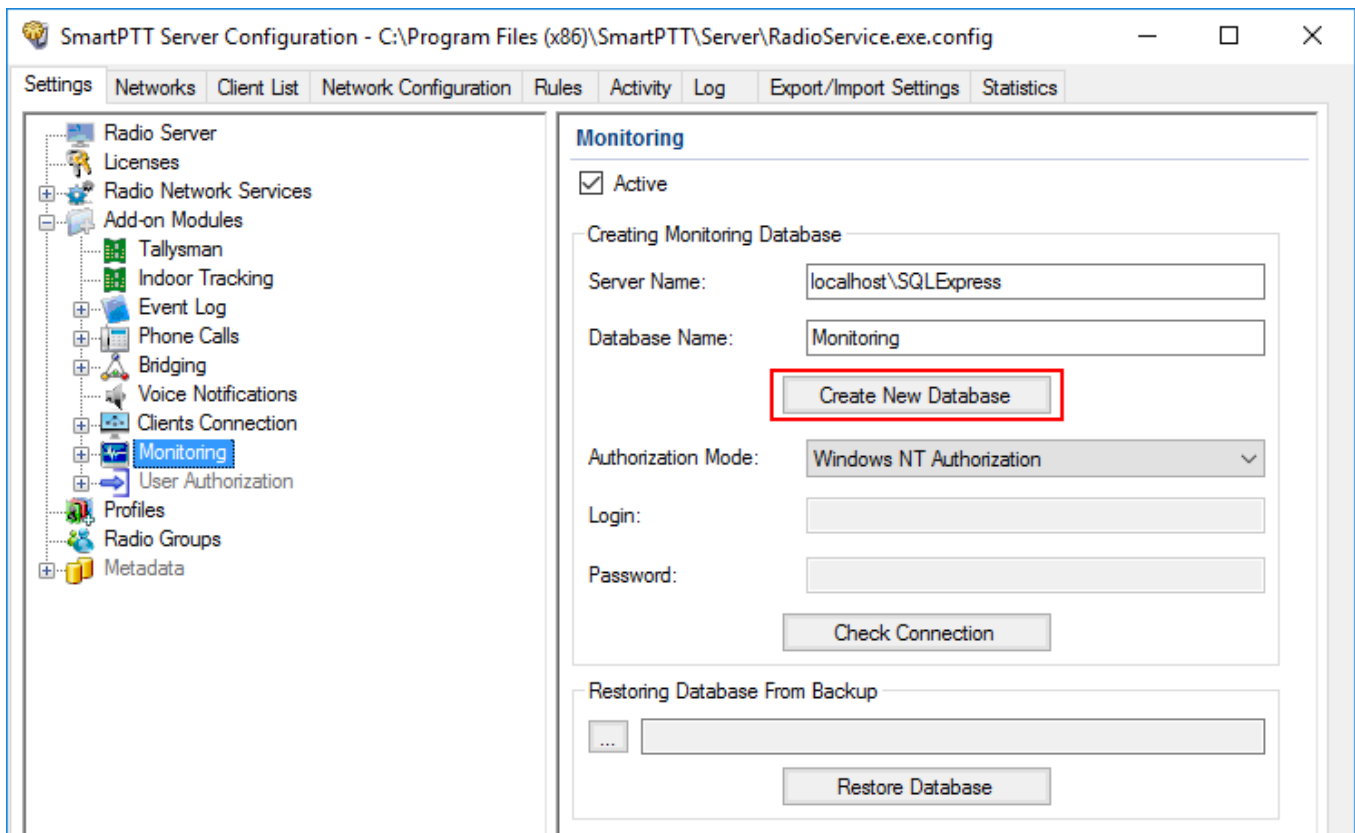 SmartPTT Server Configuration - C:\Program Files (x86)\SmartPTT\Server\RadioService.exe.config
Settings Networks Client List Network Configuration Rules Activity Log Export/Import Settings Statistics
Radio Server
Licenses
Radio Network Services
Add-on Modules
Tallysman
Indoor Tracking
Event Log
Phone Calls
Bridging
Voice Notifications
Clients Connection
Monitoring
User Authorization
Profiles
Radio Groups
Metadata
Monitoring
Active
Creating Monitoring Database
Server Name: localhost\SQLExpress
Database Name: Monitoring
Create New Database
Authorization Mode: Windows NT Authorization
Login:
Password:
Check Connection
Restoring Database From Backup
...
Restore Database